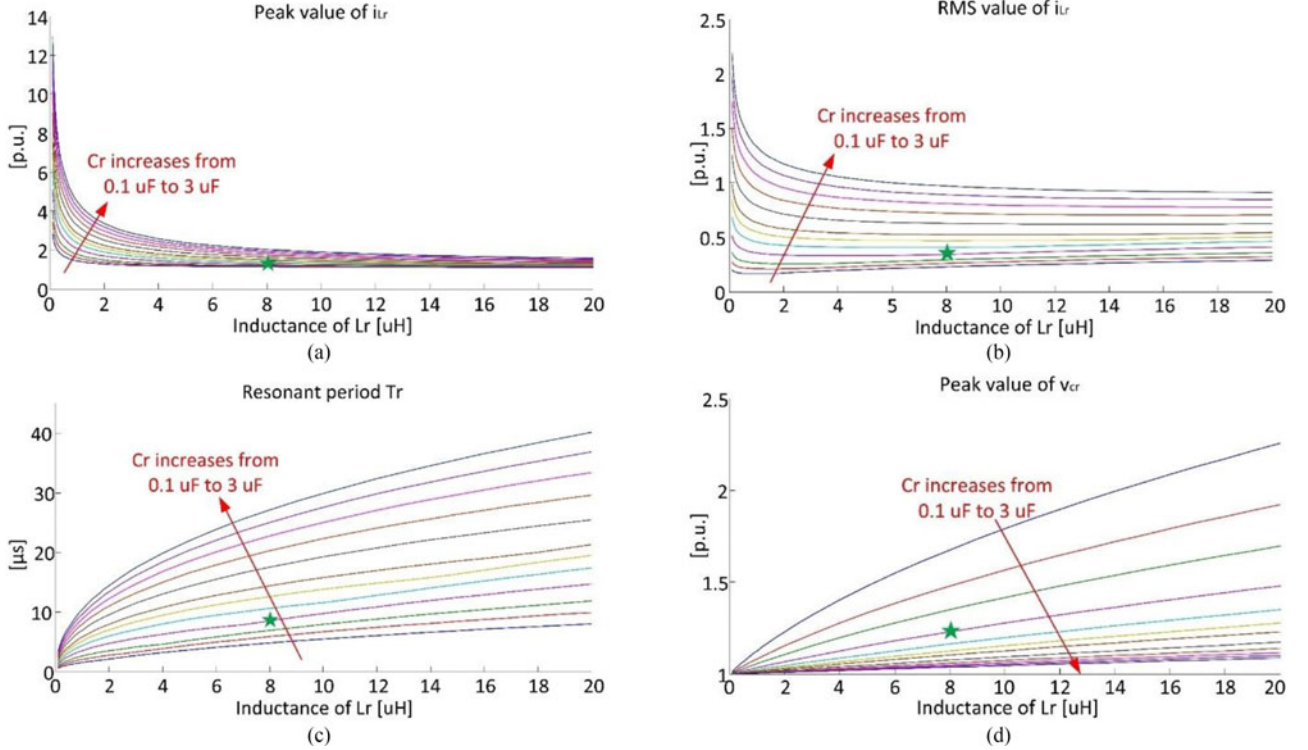 Peak value of iLr
14
12
10
8
6
4
2
0
[p.u.]
Cr increases from
0.1 uF to 3 uF
0 2 4 6 8 10 12 14 16 18 20
Inductance of Lr [uH]
(a)
RMS value of iLr
2.5
2
1.5
1
0.5
0
[p.u.]
Cr increases from
0.1 uF to 3 uF
0 2 4 6 8 10 12 14 16 18 20
Inductance of Lr [uH]
(b)
Resonant period Tr
40
30
20
10
0
[µs]
Cr increases from
0.1 uF to 3 uF
0 2 4 6 8 10 12 14 16 18 20
Inductance of Lr [uH]
(c)
Peak value of vcr
2.5
2
1.5
1
[p.u.]
Cr increases from
0.1 uF to 3 uF
0 2 4 6 8 10 12 14 16 18 20
Inductance of Lr [uH]
(d)